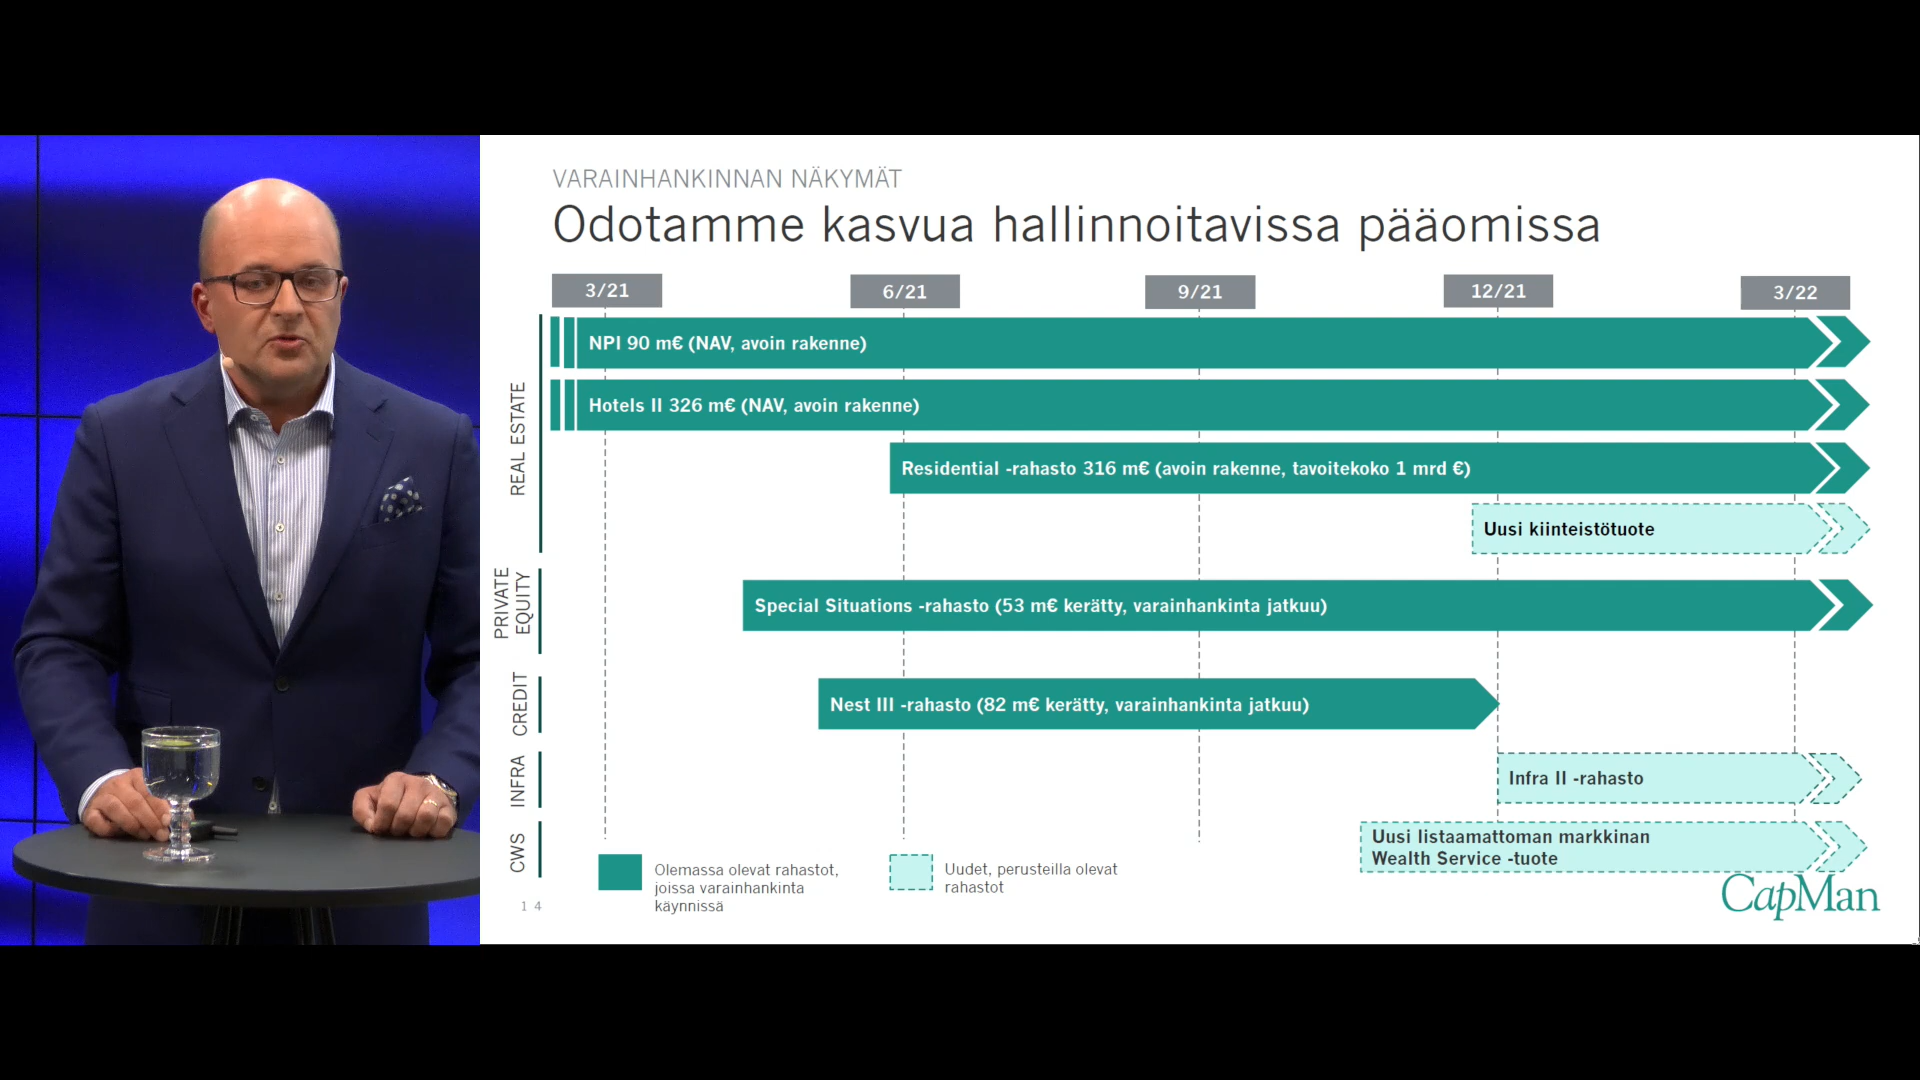 VARAINHANKINNAN NÄKYMÄT
Odotamme kasvua hallinnoitavissa pääomissa
3/21
6/21
9/21
12/21
3/22
REAL ESTATE
NPI 90 m€ (NAV, avoin rakenne)
Hotels II 326 m€ (NAV, avoin rakenne)
Residential -rahasto 316 m€ (avoin rakenne, tavoitekoko 1 mrd €)
Uusi kiinteistötuote
PRIVATE
EQUITY
Special Situations -rahasto (53 m€ kerätty, varainhankinta jatkuu)
CREDIT
Nest III -rahasto (82 m€ kerätty, varainhankinta jatkuu)
INFRA
Infra II -rahasto
CWS
Uusi listaamattoman markkinan
Wealth Service -tuote
Olemassa olevat rahastot,
joissa varainhankinta
käynnissä
Uudet, perusteilla olevat
rahastot
14
CapMan